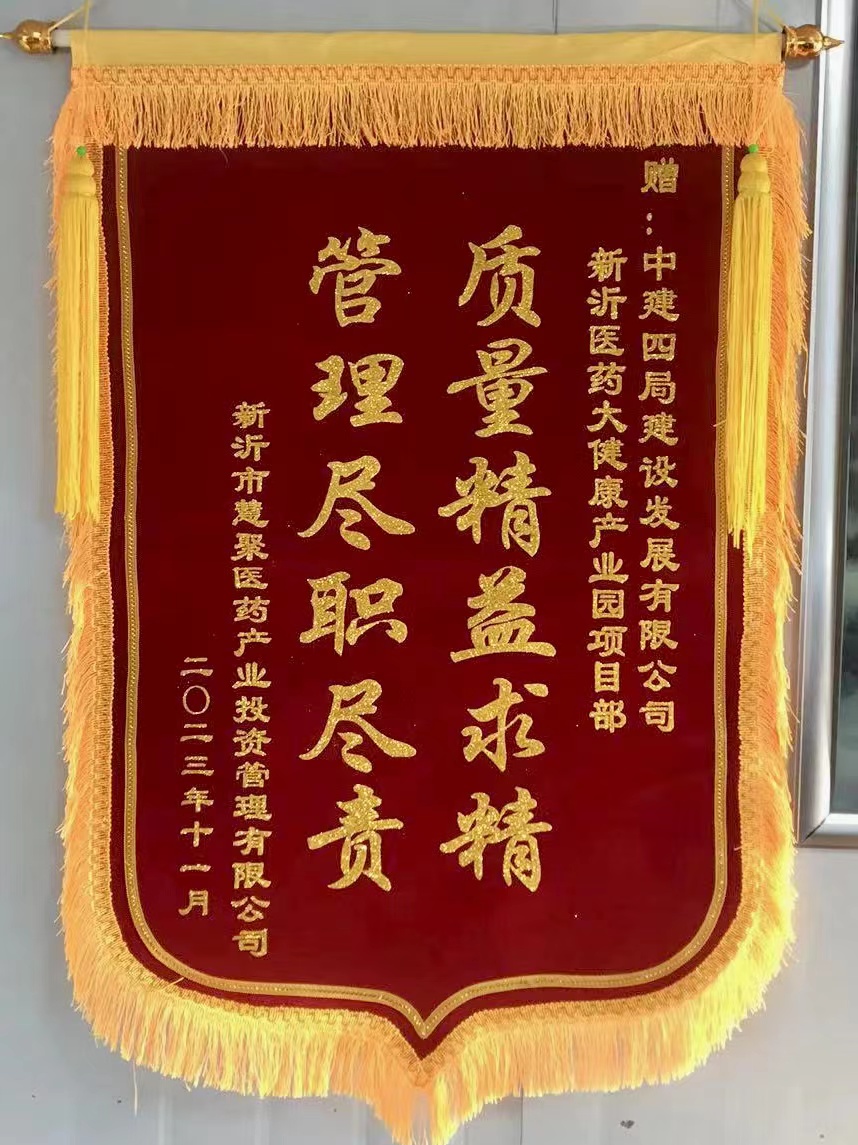 赠：中建四局建设发展有限公司
新沂医药大健康产业园项目部
质量精益求精
管理尽职尽责
新沂市慧聚医药产业投资管理有限公司
二〇二三年十一月